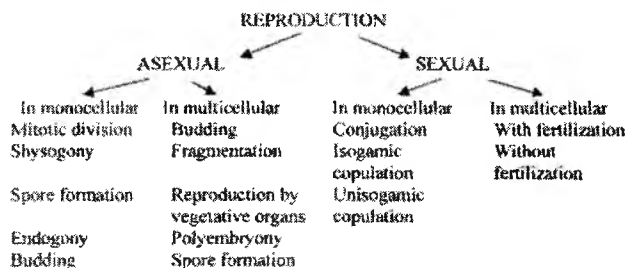 REPRODUCTION
ASEXUAL SEXUAL
In monocellular In multicellular In monocellular In multicellular
Mitotic division Budding Conjugation With fertilization
Shysogony Fragmentation Isogamic Without
copulation fertilization
Spore formation Reproduction by Unisogamic
vegetative organs copulation
Endogony Polyembryony
Budding Spore formation